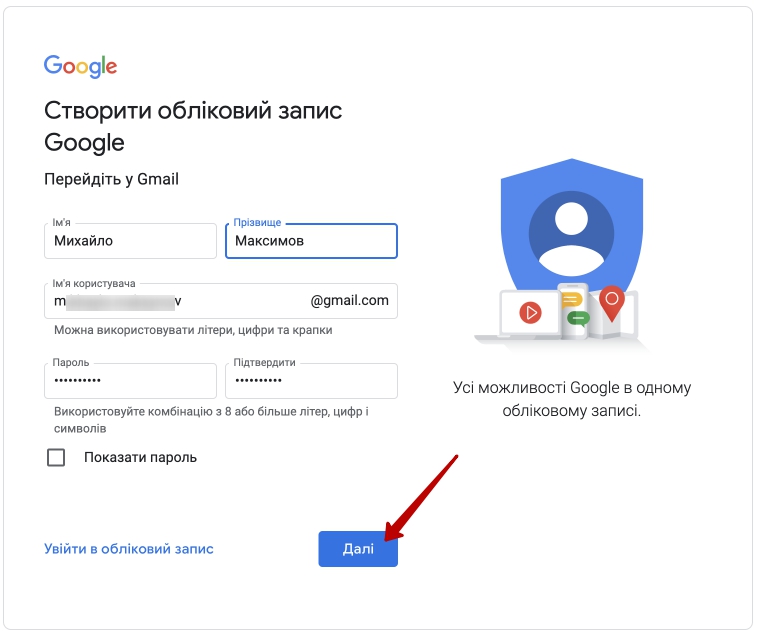 Google
Створити обліковий запис
Google
Перейдіть у Gmail
Ім'я
Прізвище
Михайло
Максимов
Ім'я користувача
@gmail.com
Можна використовувати літери, цифри та крапки
Пароль
Підтвердити
••••••••••
••••••••••
Використовуйте комбінацію з 8 або більше літер, цифр і
символів
Показати пароль
Усі можливості Google в одному
обліковому записі.
Увійти в обліковий запис
Далі